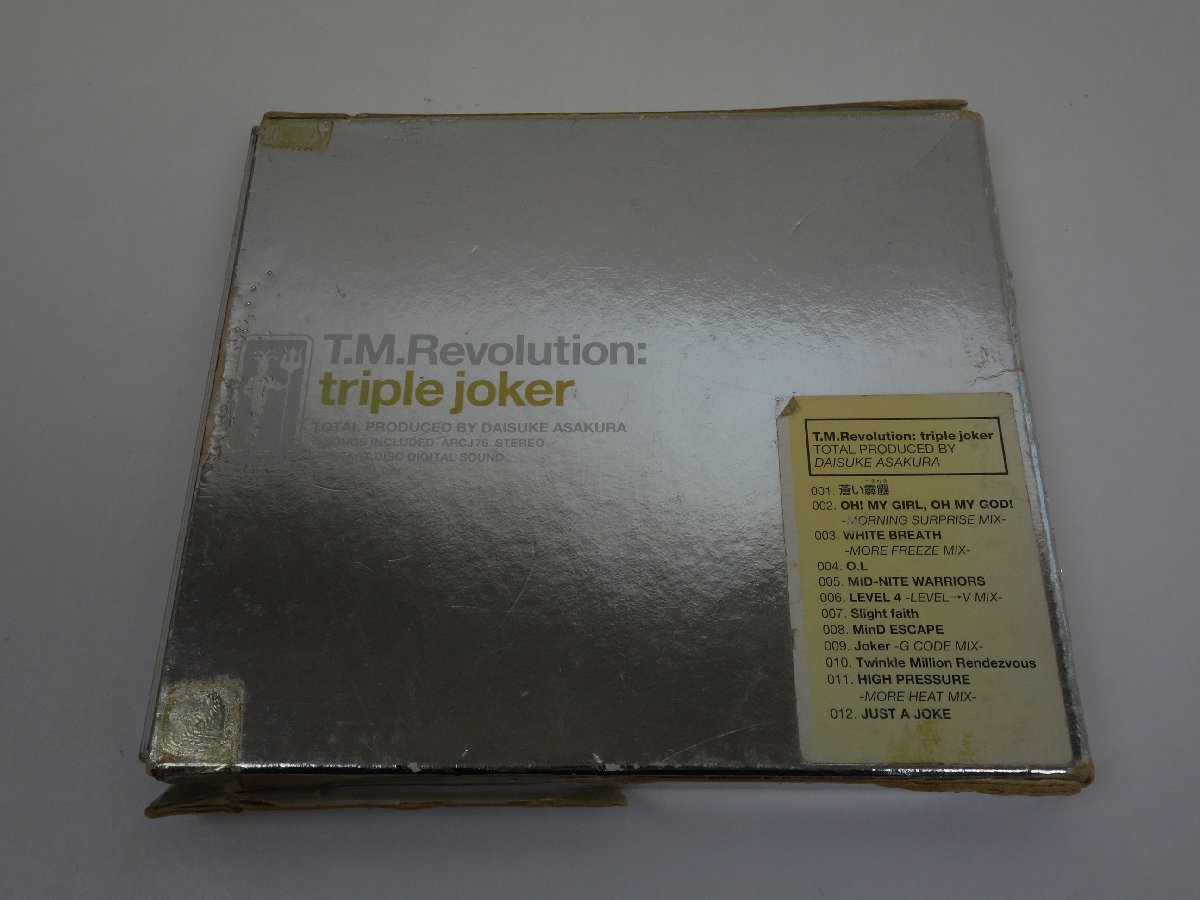 T.M.Revolution:
triple joker
TOTAL PRODUCED BY DAISUKE ASAKURA
SONGS INCLUDED ARCJ76 STEREO
DISC DIGITAL SOUND
T.M.Revolution: triple joker
TOTAL PRODUCED BY
DAISUKE ASAKURA
001. 蒼い霹靂
002. OH! MY GIRL, OH MY GOD!
-MORNING SURPRISE MIX-
003. WHITE BREATH
-MORE FREEZE MIX-
004. O.L
005. MID-NITE WARRIORS
006. LEVEL 4 -LEVEL→V MIX-
007. Slight faith
008. MinD ESCAPE
009. Joker -G CODE MIX-
010. Twinkle Million Rendezvous
011. HIGH PRESSURE
-MORE HEAT MIX-
012. JUST A JOKE